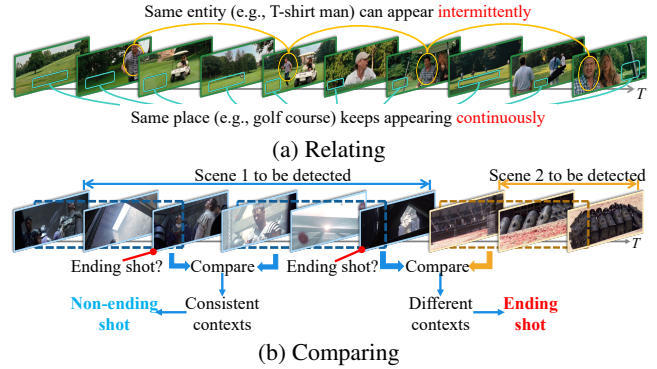 Same entity (e.g., T-shirt man) can appear intermittently
T
Same place (e.g., golf course) keeps appearing continuously
(a) Relating
Scene 1 to be detected
Scene 2 to be detected
T
Ending shot?
Compare
Ending shot?
Compare
Non-ending shot
Consistent contexts
Different contexts
Ending shot
(b) Comparing